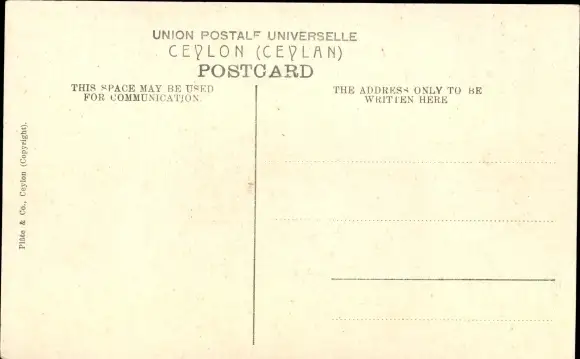 UNION POSTALE UNIVERSELLE
CEYLON (CEYLAN)
POSTCARD
THIS SPACE MAY BE USED
FOR COMMUNICATION.
THE ADDRESS ONLY TO BE
WRITTEN HERE
Plâté & Co., Ceylon (Copyright).